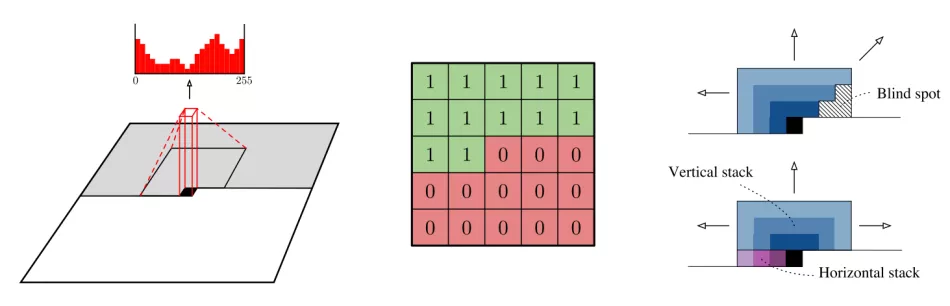 0 255
1 1 1 1 1
1 1 1 1 1
1 1 0 0 0
0 0 0 0 0
0 0 0 0 0
Blind spot
Vertical stack
Horizontal stack